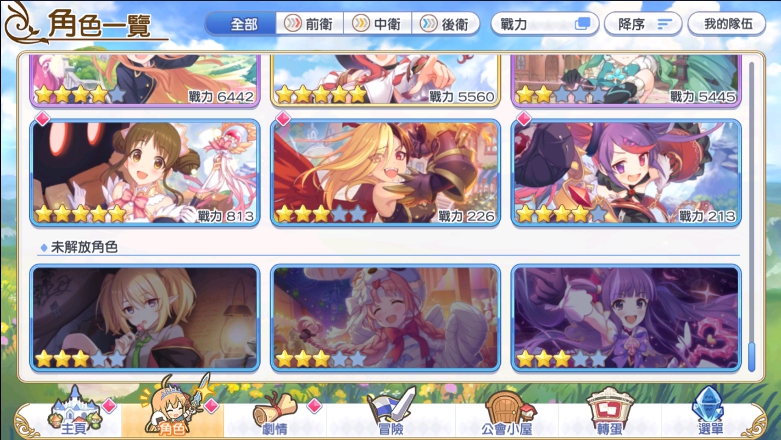 角色一覽
全部 前衛 中衛 後衛 戰力 降序 我的隊伍
戰力 6442 戰力 5560 戰力 5445
戰力 813 戰力 226 戰力 213
未解放角色
主頁 角色 劇情 冒險 公會小屋 轉蛋 選單